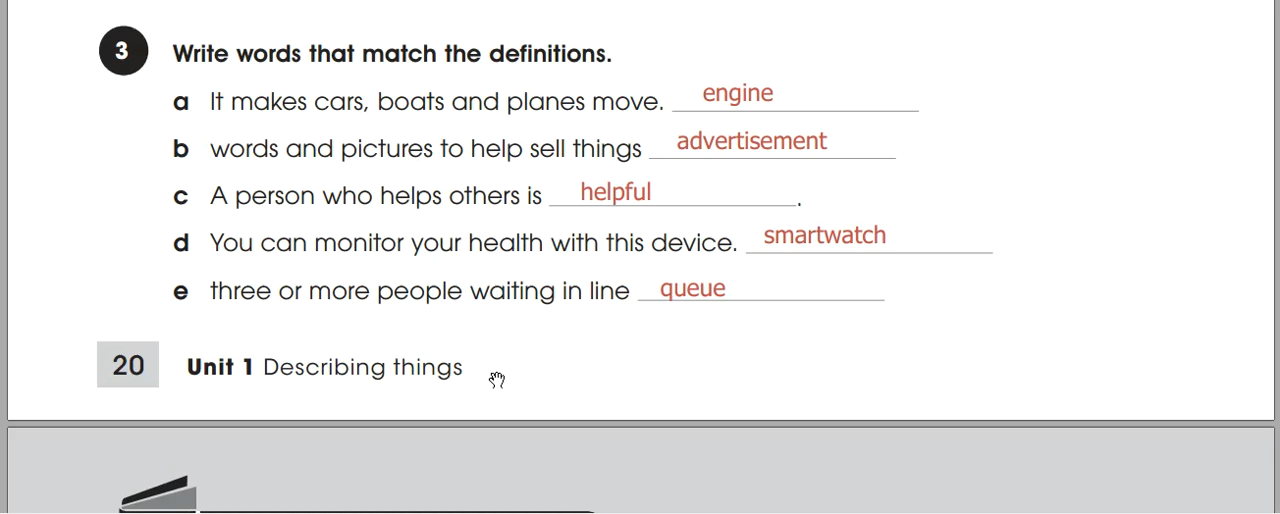 3 Write words that match the definitions.
a It makes cars, boats and planes move. engine
b words and pictures to help sell things advertisement
c A person who helps others is helpful.
d You can monitor your health with this device. smartwatch
e three or more people waiting in line queue
20 Unit 1 Describing things